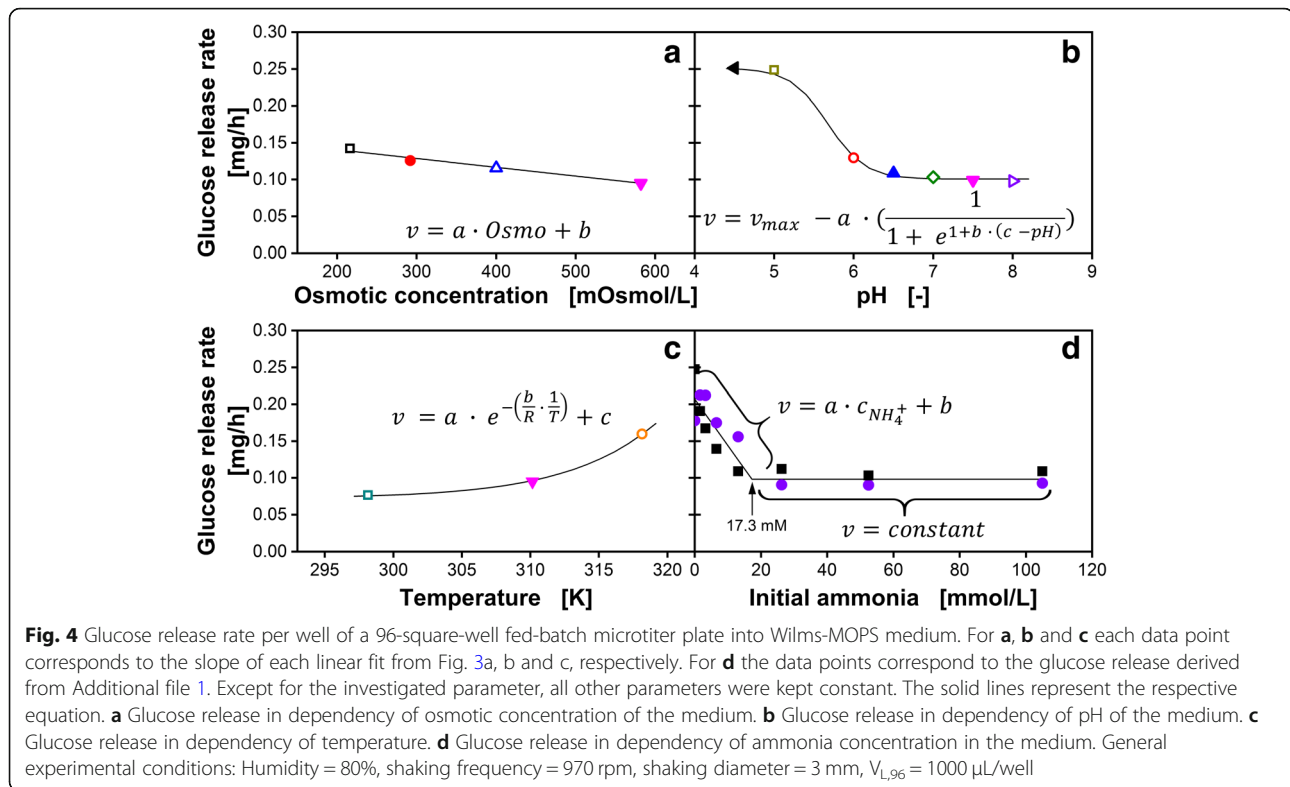 0.30
0.25
0.20
0.15
0.10
0.05
0.00
Glucose release rate
[mg/h]
a
v = a · Osmo + b
200 300 400 500 600
Osmotic concentration [mOsmol/L]
b
v = v_max − a · (1 / (1 + e^(1+b·(c −pH))))
4 5 6 7 8 9
pH [-]
0.30
0.25
0.20
0.15
0.10
0.05
0.00
Glucose release rate
[mg/h]
c
v = a · e^−(b/R · 1/T) + c
295 300 305 310 315 320
Temperature [K]
d
v = a · c_NH₄⁺ + b
17.3 mM
v = constant
0 20 40 60 80 100 120
Initial ammonia [mmol/L]
Fig. 4 Glucose release rate per well of a 96-square-well fed-batch microtiter plate into Wilms-MOPS medium. For a, b and c each data point
corresponds to the slope of each linear fit from Fig. 3a, b and c, respectively. For d the data points correspond to the glucose release derived
from Additional file 1. Except for the investigated parameter, all other parameters were kept constant. The solid lines represent the respective
equation. a Glucose release in dependency of osmotic concentration of the medium. b Glucose release in dependency of pH of the medium. c
Glucose release in dependency of temperature. d Glucose release in dependency of ammonia concentration in the medium. General
experimental conditions: Humidity = 80%, shaking frequency = 970 rpm, shaking diameter = 3 mm, V_L,96 = 1000 μL/well